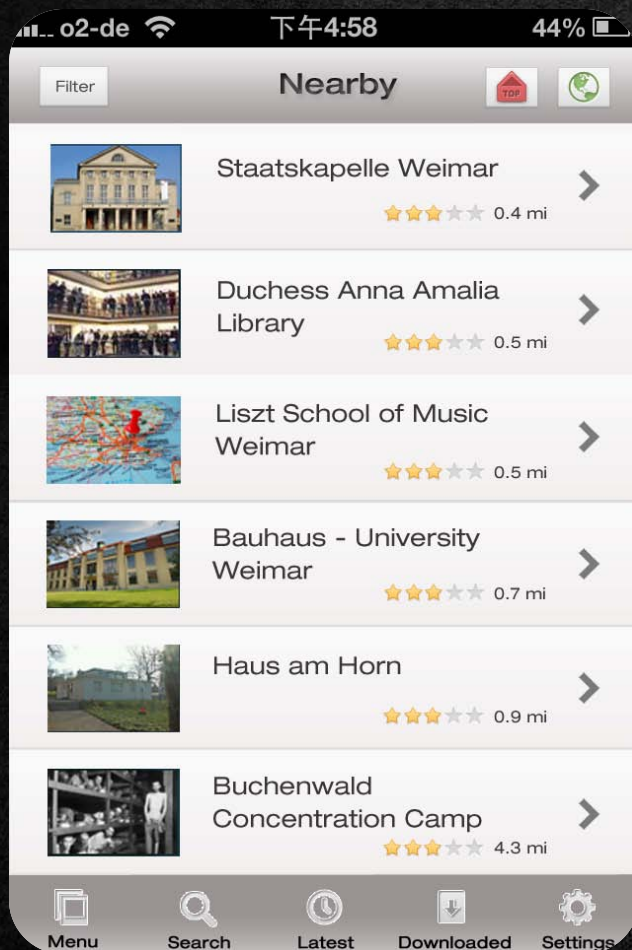 o2-de 下午4:58 44%
Filter Nearby TOP
Staatskapelle Weimar
0.4 mi
Duchess Anna Amalia
Library
0.5 mi
Liszt School of Music
Weimar
0.5 mi
Bauhaus - University
Weimar
0.7 mi
Haus am Horn
0.9 mi
Buchenwald
Concentration Camp
4.3 mi
Menu Search Latest Downloaded Settings